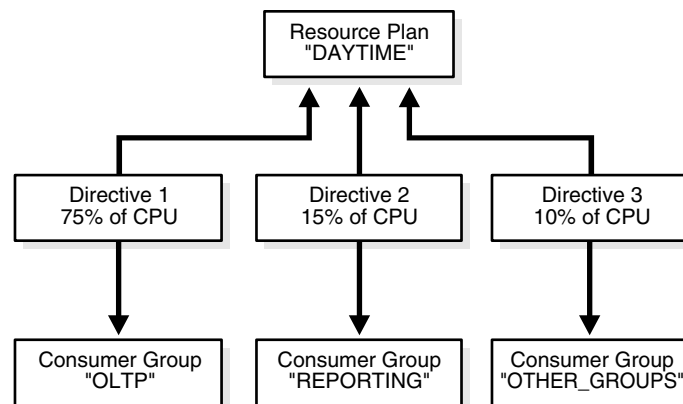 Resource Plan
"DAYTIME"
Directive 1
75% of CPU
Directive 2
15% of CPU
Directive 3
10% of CPU
Consumer Group
"OLTP"
Consumer Group
"REPORTING"
Consumer Group
"OTHER_GROUPS"